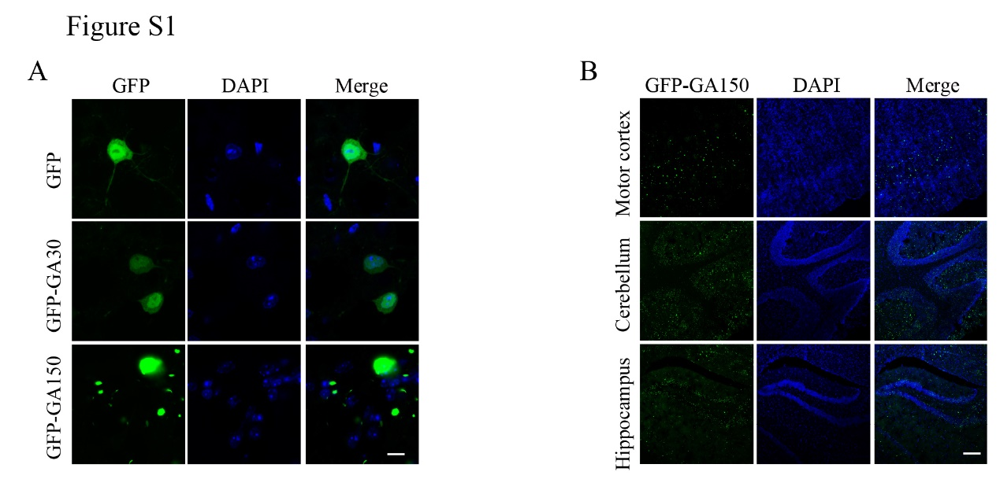 Figure S1
A
GFP DAPI Merge
GFP
GFP-GA30
GFP-GA150
B
GFP-GA150 DAPI Merge
Motor cortex
Cerebellum
Hippocampus